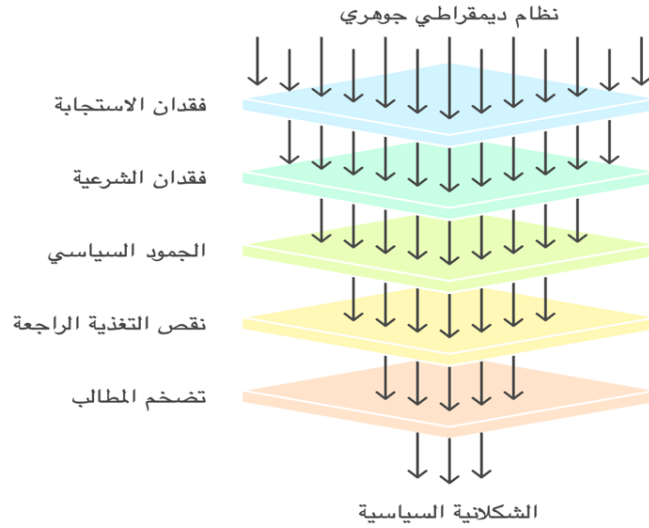 نظام ديمقراطي جوهري
فقدان الاستجابة
فقدان الشرعية
الجمود السياسي
نقص التغذية الراجعة
تضخم المطالب
الشكلانية السياسية